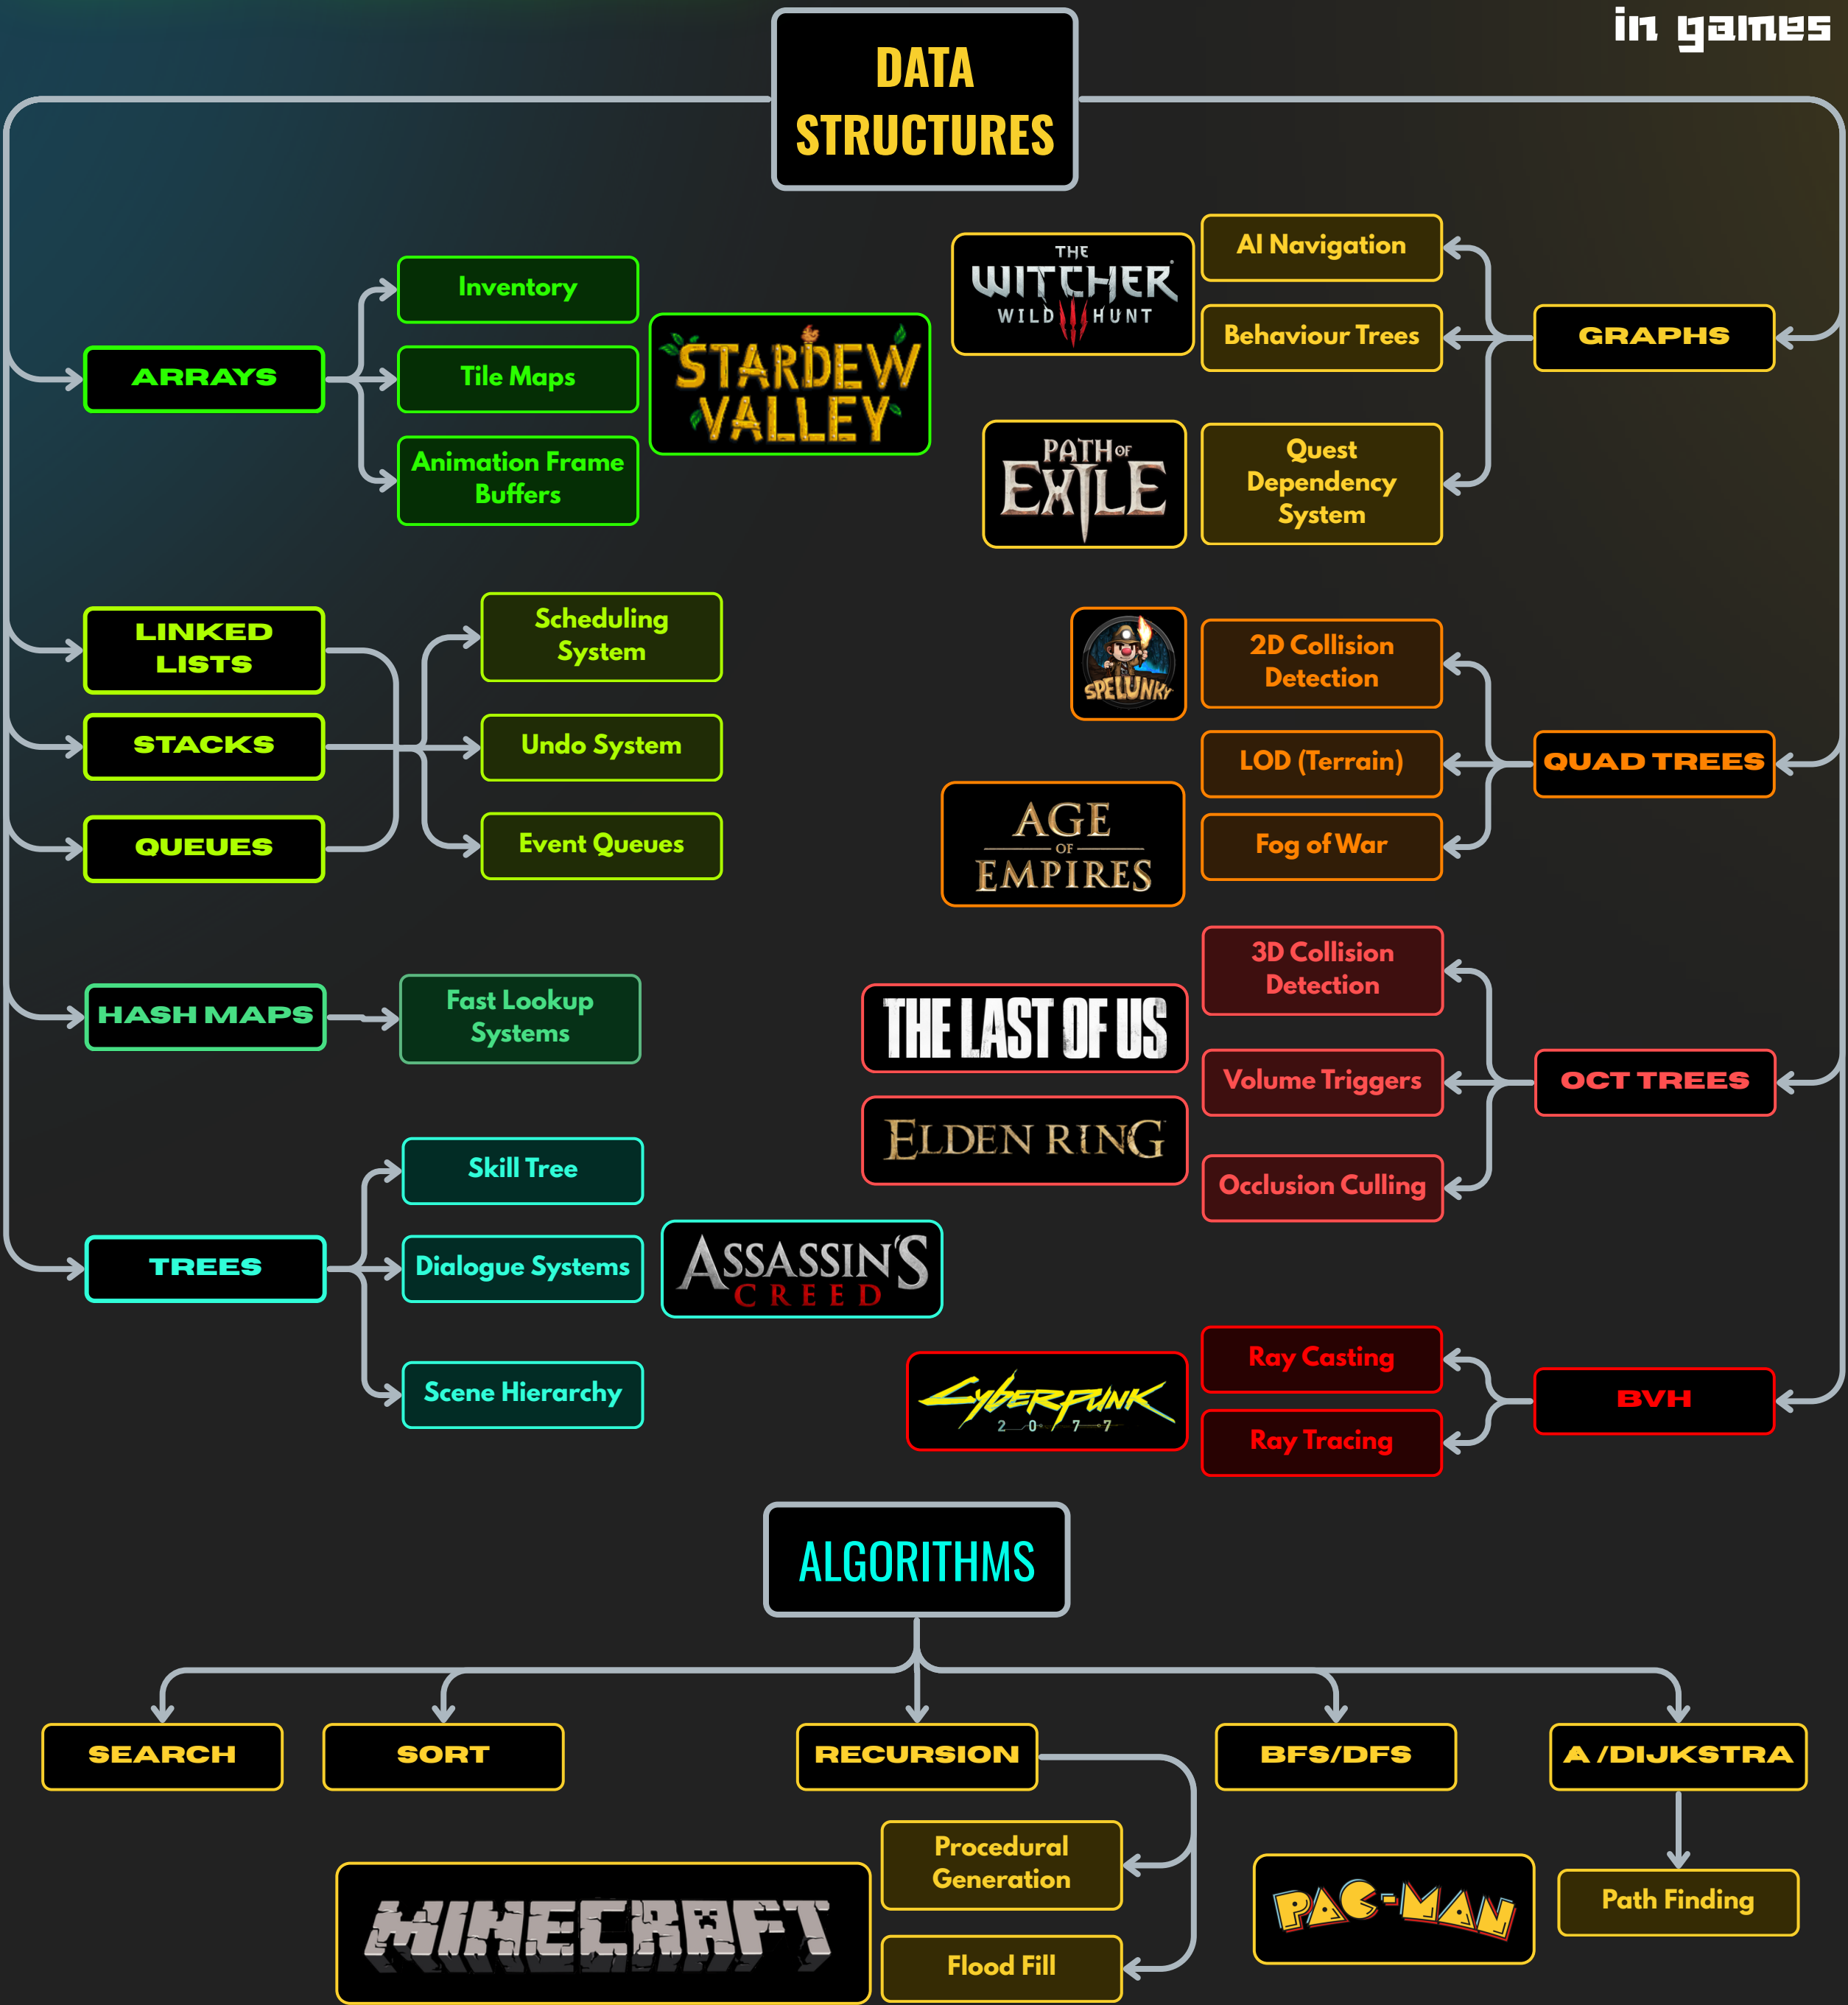 in games
DATA
STRUCTURES
ARRAYS
Inventory
Tile Maps
Animation Frame
Buffers
STARDEW
VALLEY
LINKED
LISTS
STACKS
QUEUES
Scheduling
System
Undo System
Event Queues
HASH MAPS
Fast Lookup
Systems
TREES
Skill Tree
Dialogue Systems
Scene Hierarchy
ASSASSIN'S
CREED
GRAPHS
AI Navigation
Behaviour Trees
Quest
Dependency
System
THE
WITCHER
WILD III HUNT
PATH OF
EXILE
QUAD TREES
2D Collision
Detection
LOD (Terrain)
Fog of War
SPELUNKY
AGE
OF
EMPIRES
OCT TREES
3D Collision
Detection
Volume Triggers
Occlusion Culling
THE LAST OF US
ELDEN RING
BVH
Ray Casting
Ray Tracing
CYBERPUNK
2077
ALGORITHMS
SEARCH
SORT
RECURSION
BFS/DFS
A /DIJKSTRA
Procedural
Generation
Flood Fill
MINECRAFT
PAC-MAN
Path Finding